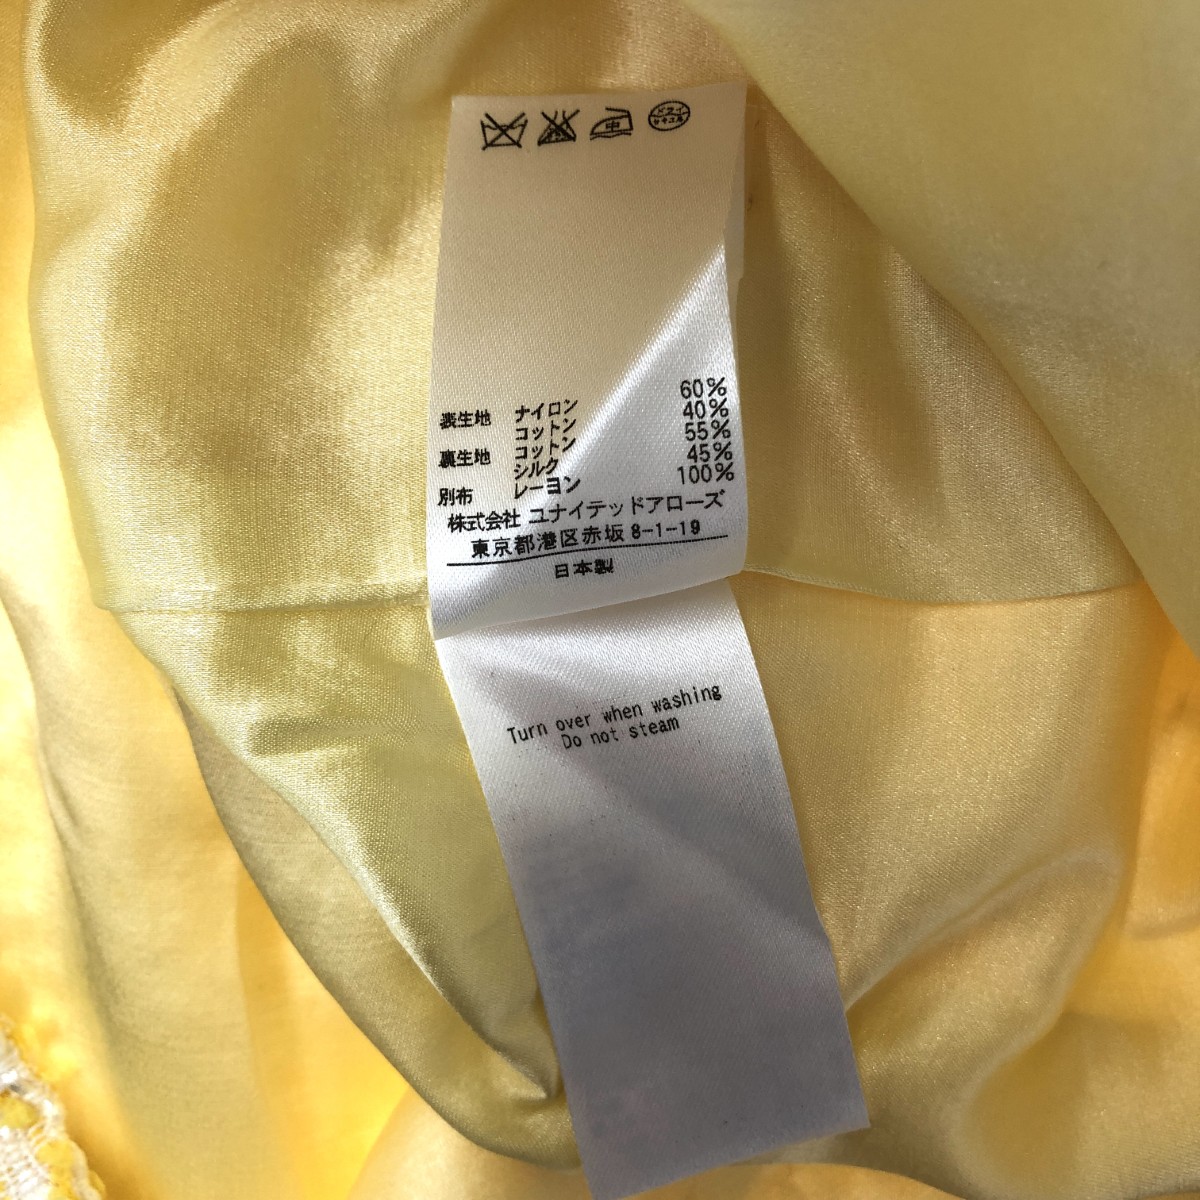 ドライ
セキユ系
中
表生地 ナイロン 60%
コットン 40%
裏生地 コットン 55%
シルク 45%
別布 レーヨン 100%
株式会社 ユナイテッドアローズ
東京都港区赤坂8-1-19
日本製
Turn over when washing
Do not steam